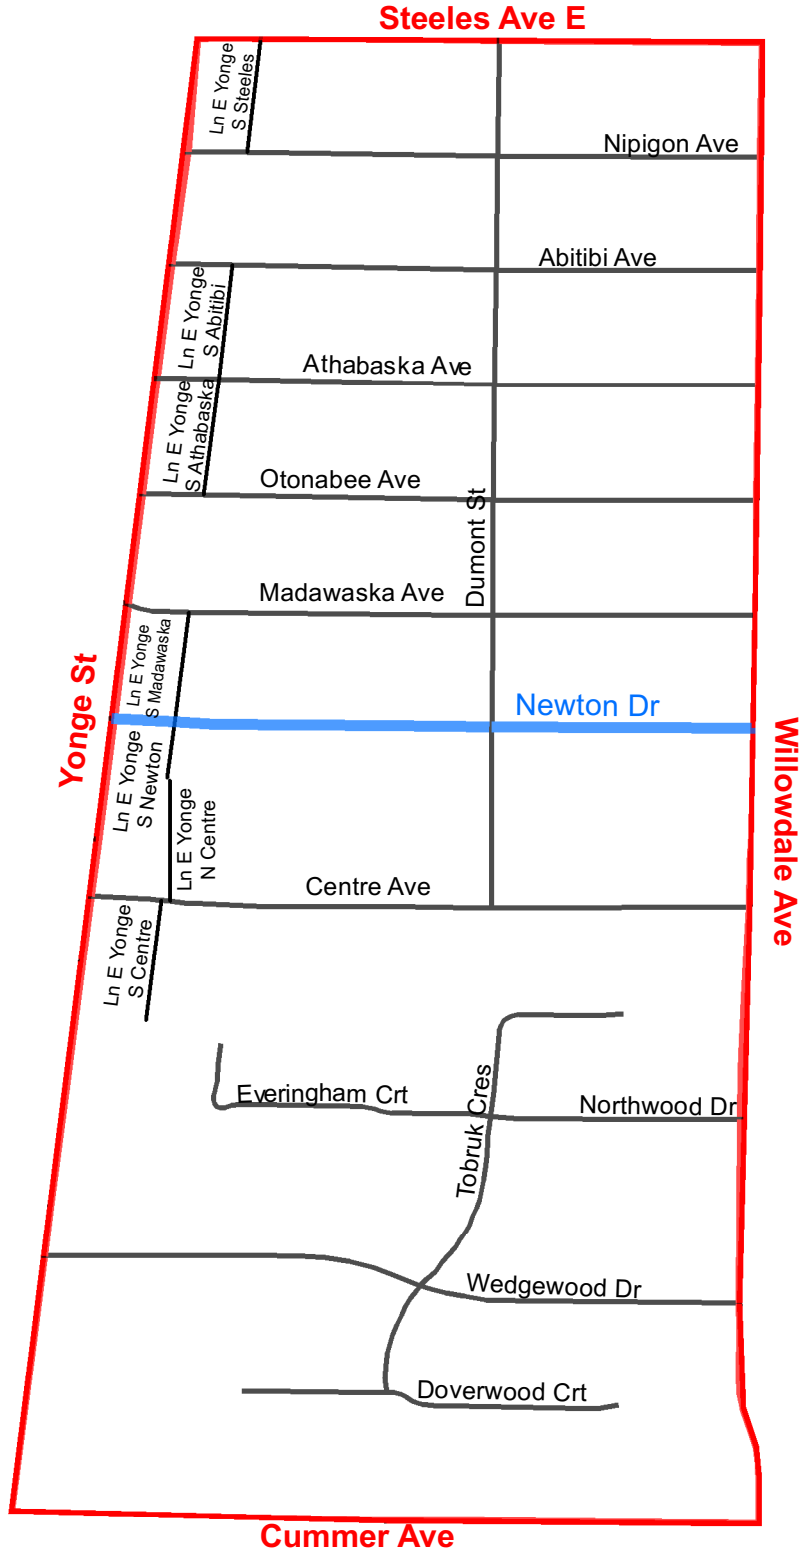 Steeles Ave E
Ln E Yonge
S Steeles
Nipigon Ave
Abitibi Ave
Ln E Yonge
S Abitibi
Athabaska Ave
Ln E Yonge
S Athabaska
Otonabee Ave
Dumont St
Madawaska Ave
Ln E Yonge
S Madawaska
Yonge St
Newton Dr
Willowdale Ave
Ln E Yonge
S Newton
Ln E Yonge
N Centre
Centre Ave
Ln E Yonge
S Centre
Everingham Crt
Northwood Dr
Tobruk Cres
Wedgewood Dr
Doverwood Crt
Cummer Ave